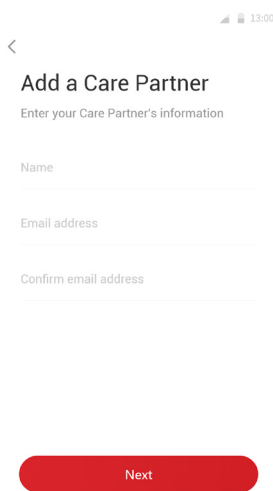 13:00
Add a Care Partner
Enter your Care Partner's information
Name
Email address
Confirm email address
Next